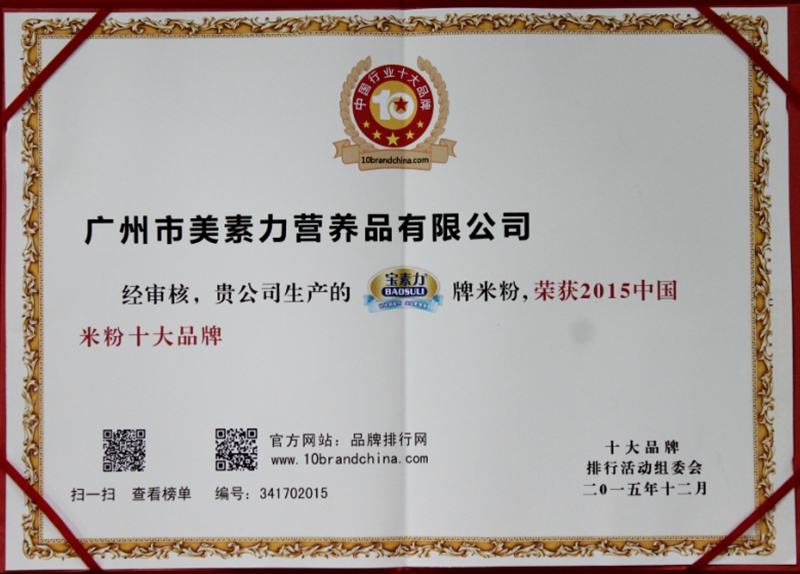 中国行业十大品牌
10
10brandchina.com
广州市美素力营养品有限公司
经审核，贵公司生产的 宝素力 BAOSULI 牌米粉，荣获2015中国
米粉十大品牌
官方网站：品牌排行网
www.10brandchina.com
扫一扫 查看榜单 编号：341702015
十大品牌
排行活动组委会
二〇一五年十二月